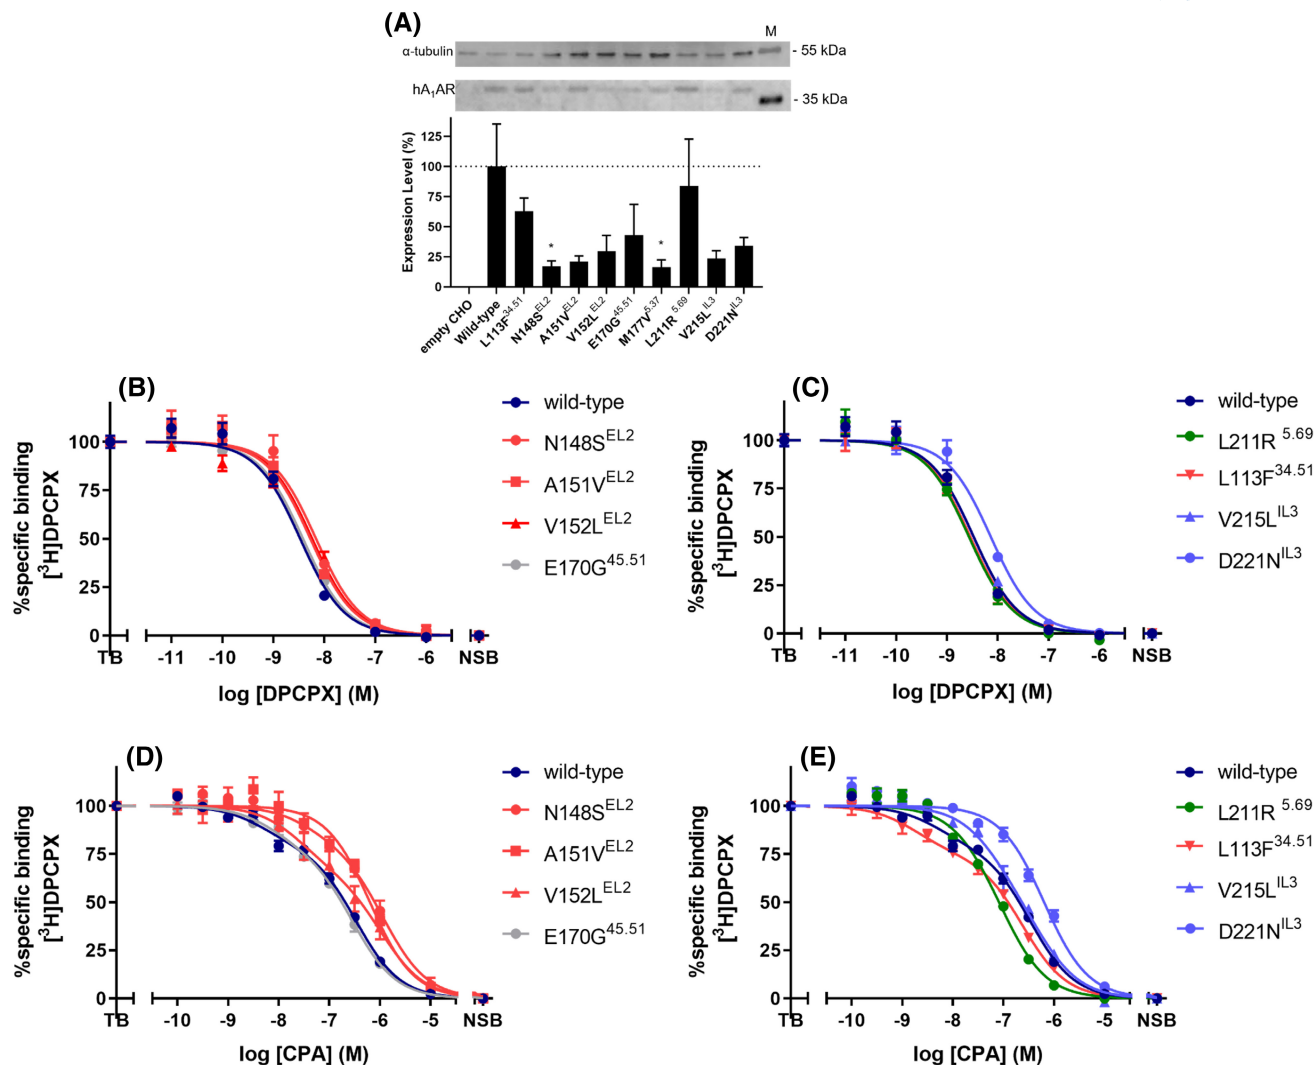 (A)
M
α-tubulin
- 55 kDa
hA1AR
- 35 kDa
Expression Level (%)
125
100
75
50
25
0
*
*
empty CHO
Wild-type
L113F34.51
N148SEL2
A151VEL2
V152LEL2
E170G45.51
M177V5.37
L211R5.69
V215LIL3
D221NIL3
(B)
%specific binding
[3H]DPCPX
100
75
50
25
0
TB
-11 -10 -9 -8 -7 -6
NSB
log [DPCPX] (M)
wild-type
N148SEL2
A151VEL2
V152LEL2
E170G45.51
(C)
%specific binding
[3H]DPCPX
100
75
50
25
0
TB
-11 -10 -9 -8 -7 -6
NSB
log [DPCPX] (M)
wild-type
L211R5.69
L113F34.51
V215LIL3
D221NIL3
(D)
%specific binding
[3H]DPCPX
100
75
50
25
0
TB
-10 -9 -8 -7 -6 -5
NSB
log [CPA] (M)
wild-type
N148SEL2
A151VEL2
V152LEL2
E170G45.51
(E)
%specific binding
[3H]DPCPX
100
75
50
25
0
TB
-10 -9 -8 -7 -6 -5
NSB
log [CPA] (M)
wild-type
L211R5.69
L113F34.51
V215LIL3
D221NIL3